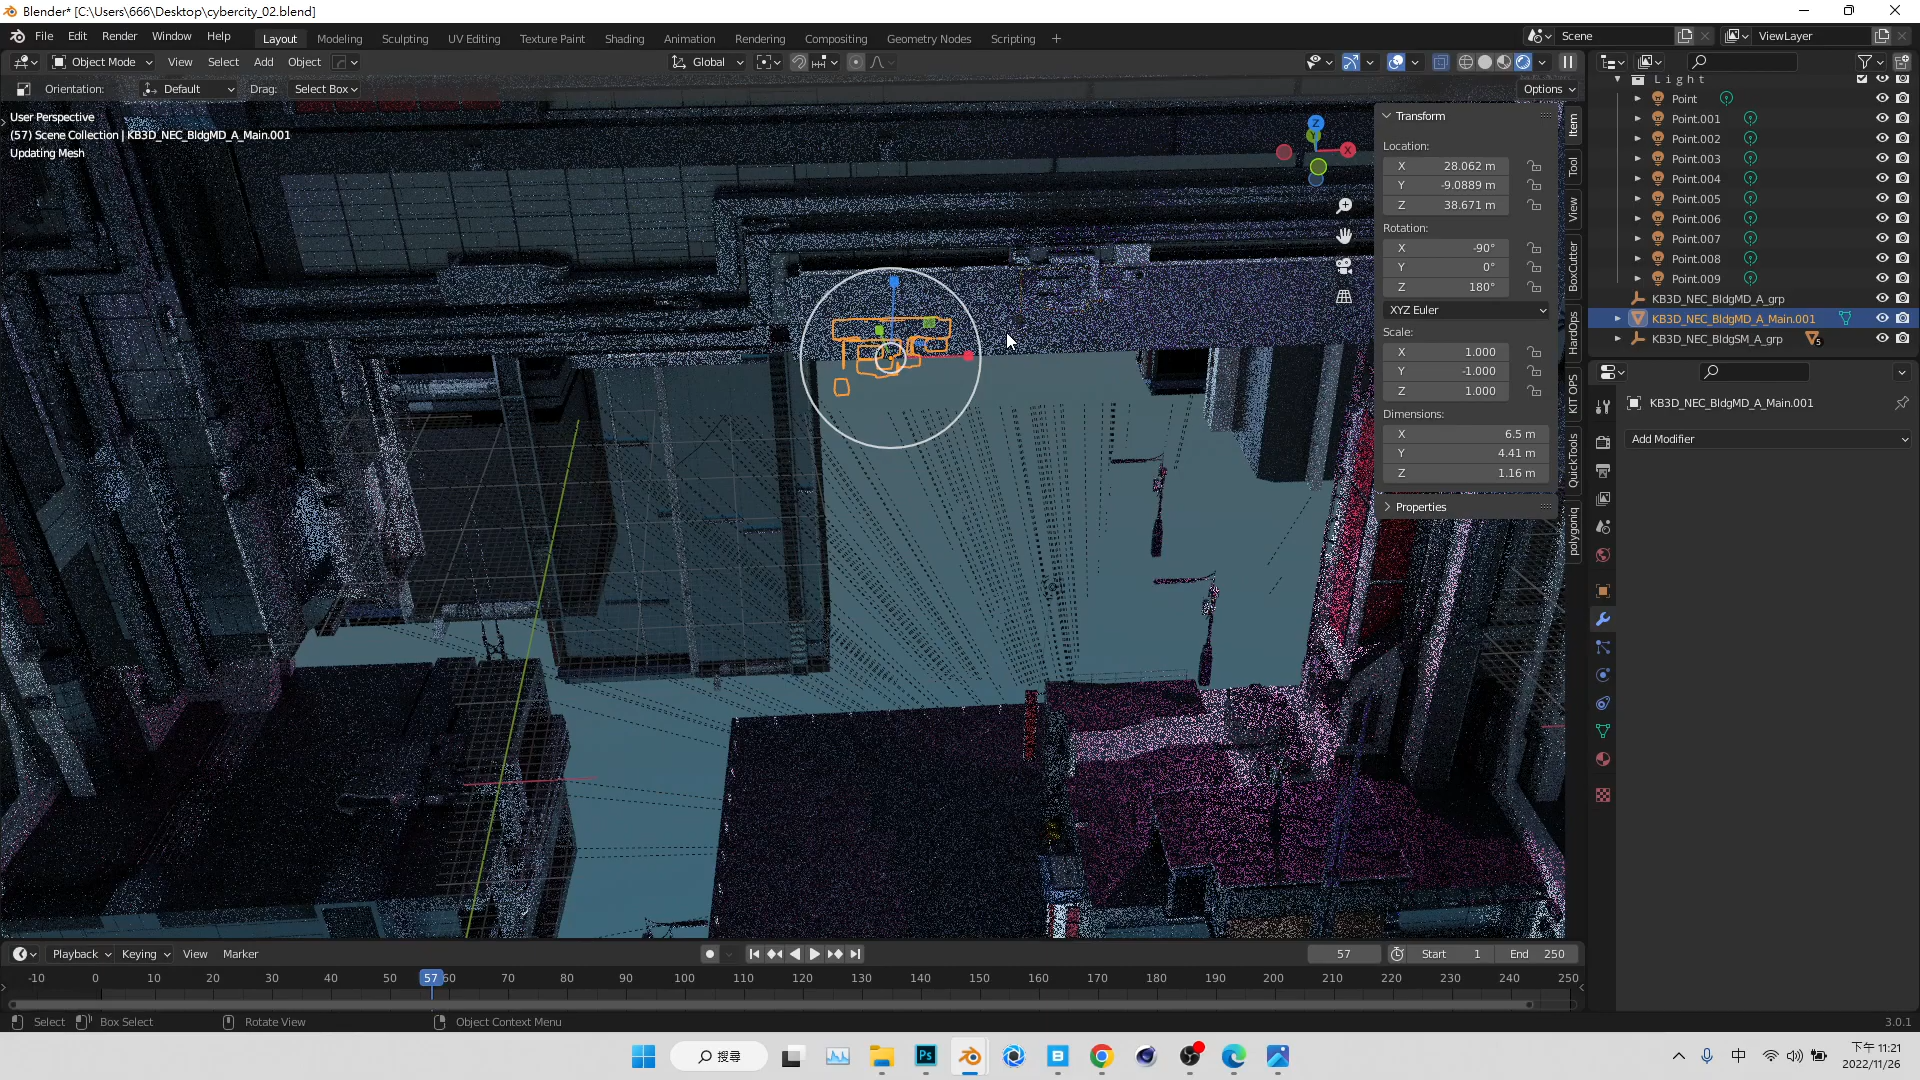 Blender* [C:\Users\666\Desktop\cybercity_02.blend]
File Edit Render Window Help Layout Modeling Sculpting UV Editing Texture Paint Shading Animation Rendering Compositing Geometry Nodes Scripting + Scene ViewLayer
Object Mode View Select Add Object Global
Orientation: Default Drag: Select Box Options
User Perspective
(57) Scene Collection | KB3D_NEC_BldgMD_A_Main.001
Updating Mesh
Z
Y
X
Transform
Location:
X 28.062 m
Y -9.0889 m
Z 38.671 m
Rotation:
X -90°
Y 0°
Z 180°
XYZ Euler
Scale:
X 1.000
Y -1.000
Z 1.000
Dimensions:
X 6.5 m
Y 4.41 m
Z 1.16 m
Properties
Item
Tool
View
BoxCutter
HardOps
KIT OPS
QuickTools
polygoniq
Light
Point
Point.001
Point.002
Point.003
Point.004
Point.005
Point.006
Point.007
Point.008
Point.009
KB3D_NEC_BldgMD_A_grp
KB3D_NEC_BldgMD_A_Main.001
KB3D_NEC_BldgSM_A_grp 5
KB3D_NEC_BldgMD_A_Main.001
Add Modifier
Playback Keying View Marker 57 Start 1 End 250
-10 0 10 20 30 40 50 57 60 70 80 90 100 110 120 130 140 150 160 170 180 190 200 210 220 230 240 250
Select Box Select Rotate View Object Context Menu 3.0.1
搜尋 Ps B 中 下午 11:21
2022/11/26